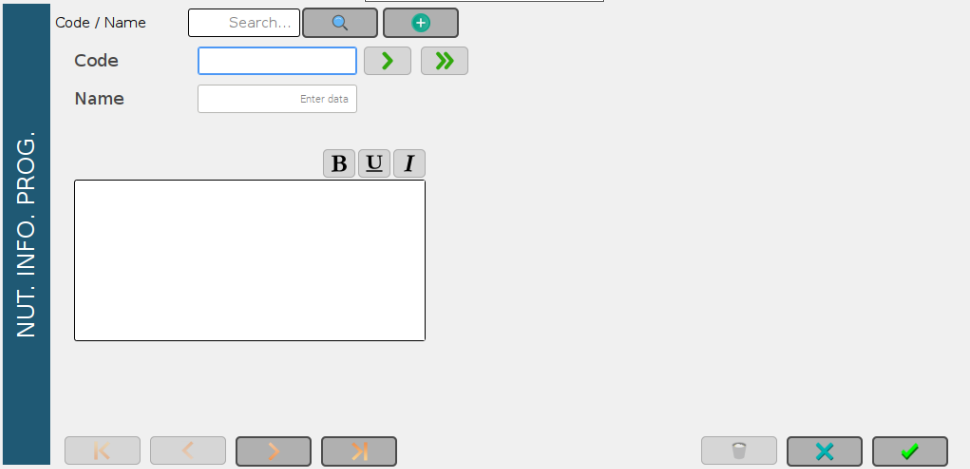 Code / Name Search...
Code
Name Enter data
B U I
NUT. INFO. PROG.